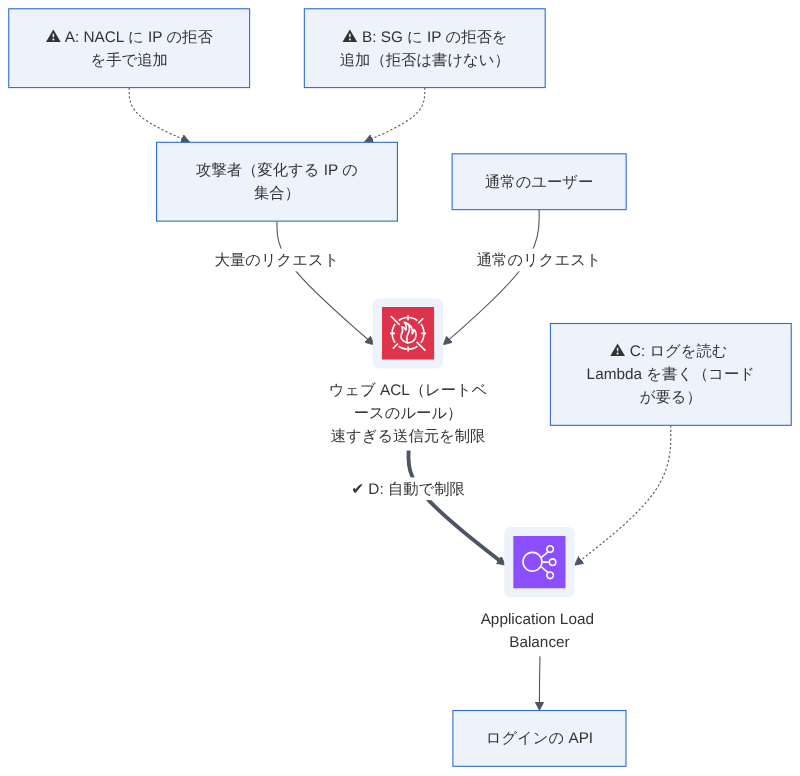 ⚠ A: NACL に IP の拒否
を手で追加
⚠ B: SG に IP の拒否を
追加（拒否は書けない）
攻撃者（変化する IP の
集合）
通常のユーザー
大量のリクエスト
通常のリクエスト
⚠ C: ログを読む
Lambda を書く（コード
が要る）
ウェブ ACL（レートベ
ースのルール）
速すぎる送信元を制限
✔ D: 自動で制限
Application Load
Balancer
ログインの API